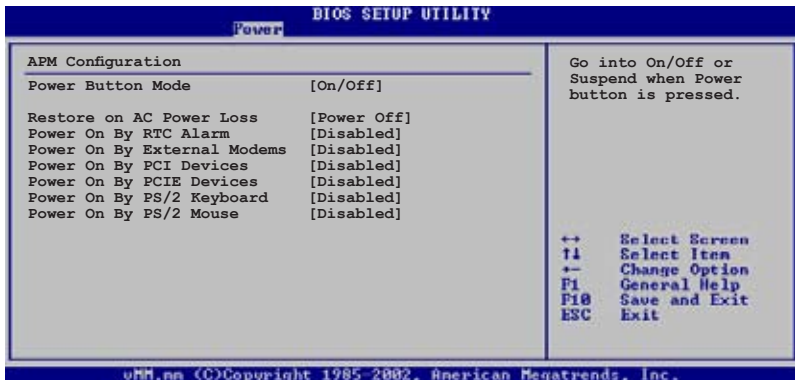 BIOS SETUP UTILITY
Power
APM Configuration
Power Button Mode [On/Off]
Restore on AC Power Loss [Power Off]
Power On By RTC Alarm [Disabled]
Power On By External Modems [Disabled]
Power On By PCI Devices [Disabled]
Power On By PCIE Devices [Disabled]
Power On By PS/2 Keyboard [Disabled]
Power On By PS/2 Mouse [Disabled]
Go into On/Off or
Suspend when Power
button is pressed.
↔ Select Screen
↑↓ Select Item
+- Change Option
F1 General Help
F10 Save and Exit
ESC Exit
vMM.mm (C)Copyright 1985-2002, American Megatrends, Inc.